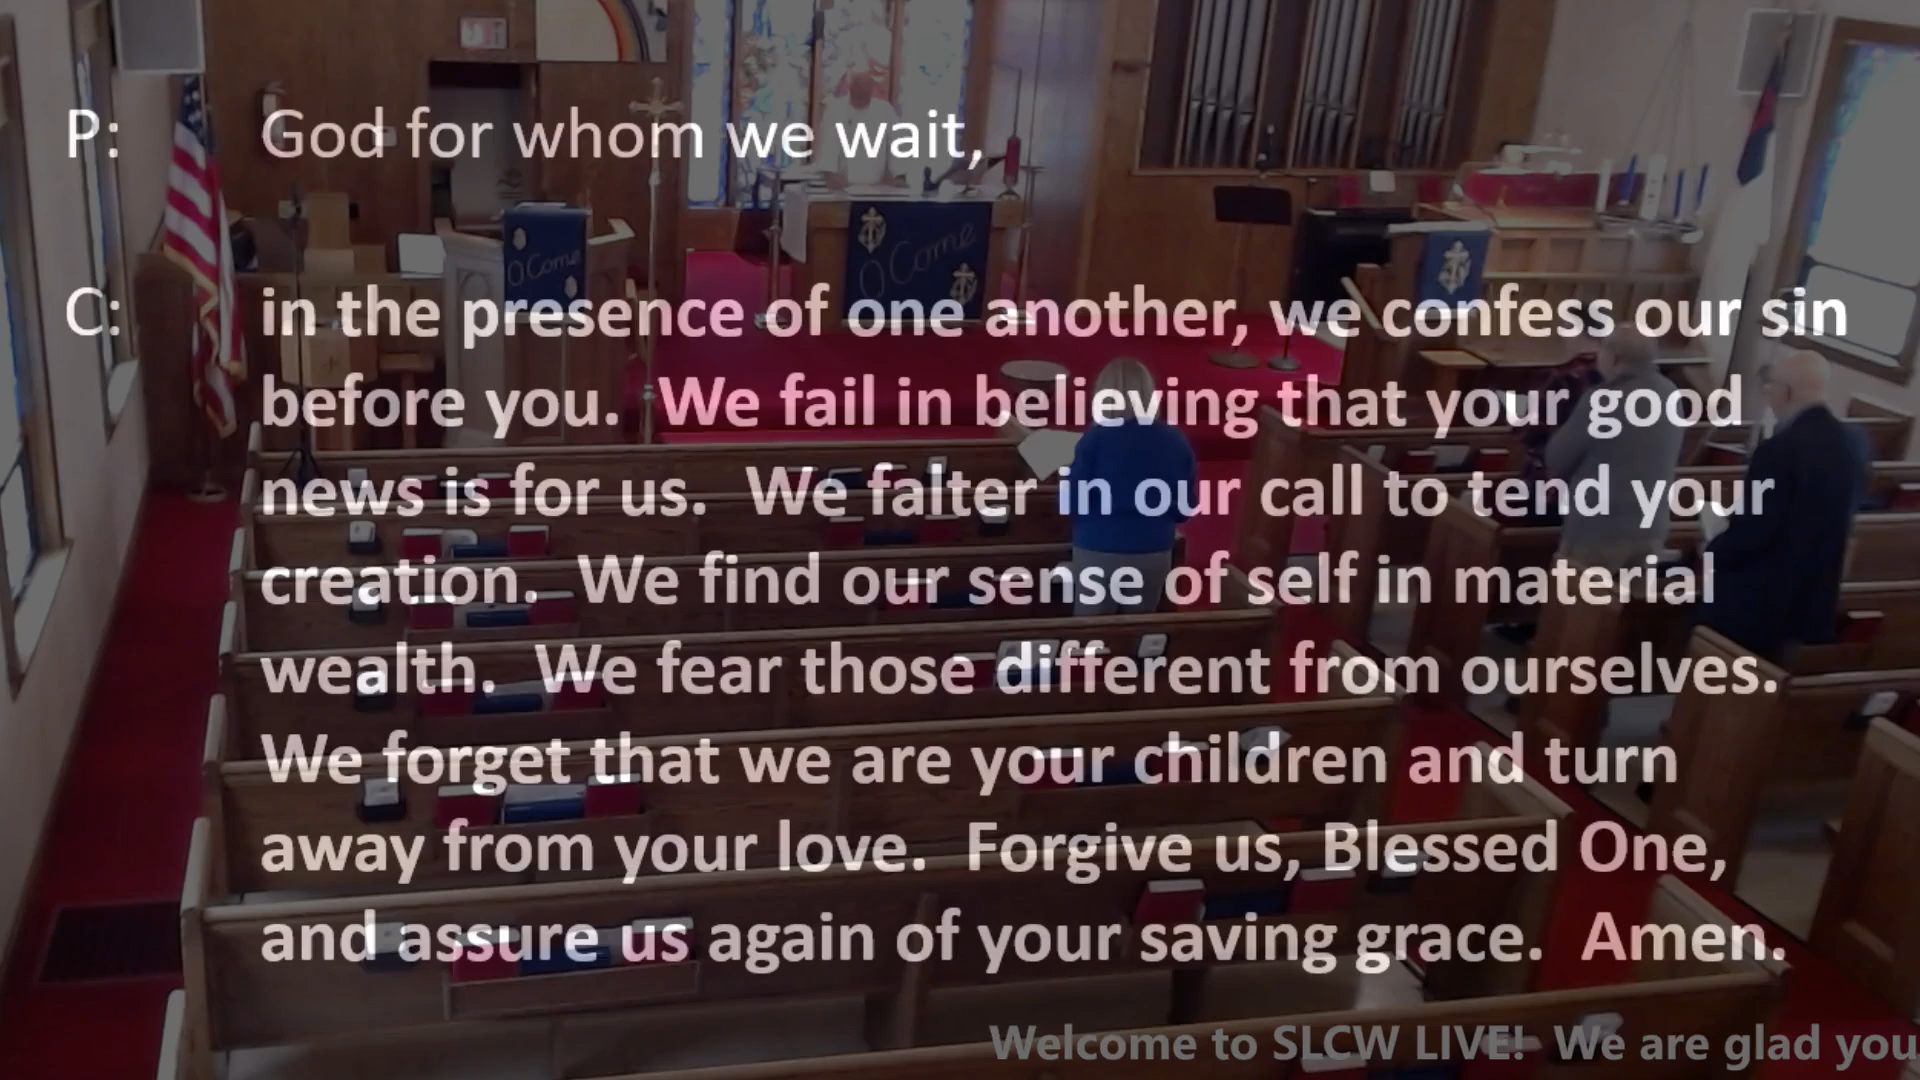 P: God for whom we wait,
O Come
O Come
C: in the presence of one another, we confess our sin
before you.  We fail in believing that your good
news is for us.  We falter in our call to tend your
creation.  We find our sense of self in material
wealth.  We fear those different from ourselves.
We forget that we are your children and turn
away from your love.  Forgive us, Blessed One,
and assure us again of your saving grace.  Amen.
Welcome to SLCW LIVE!  We are glad you